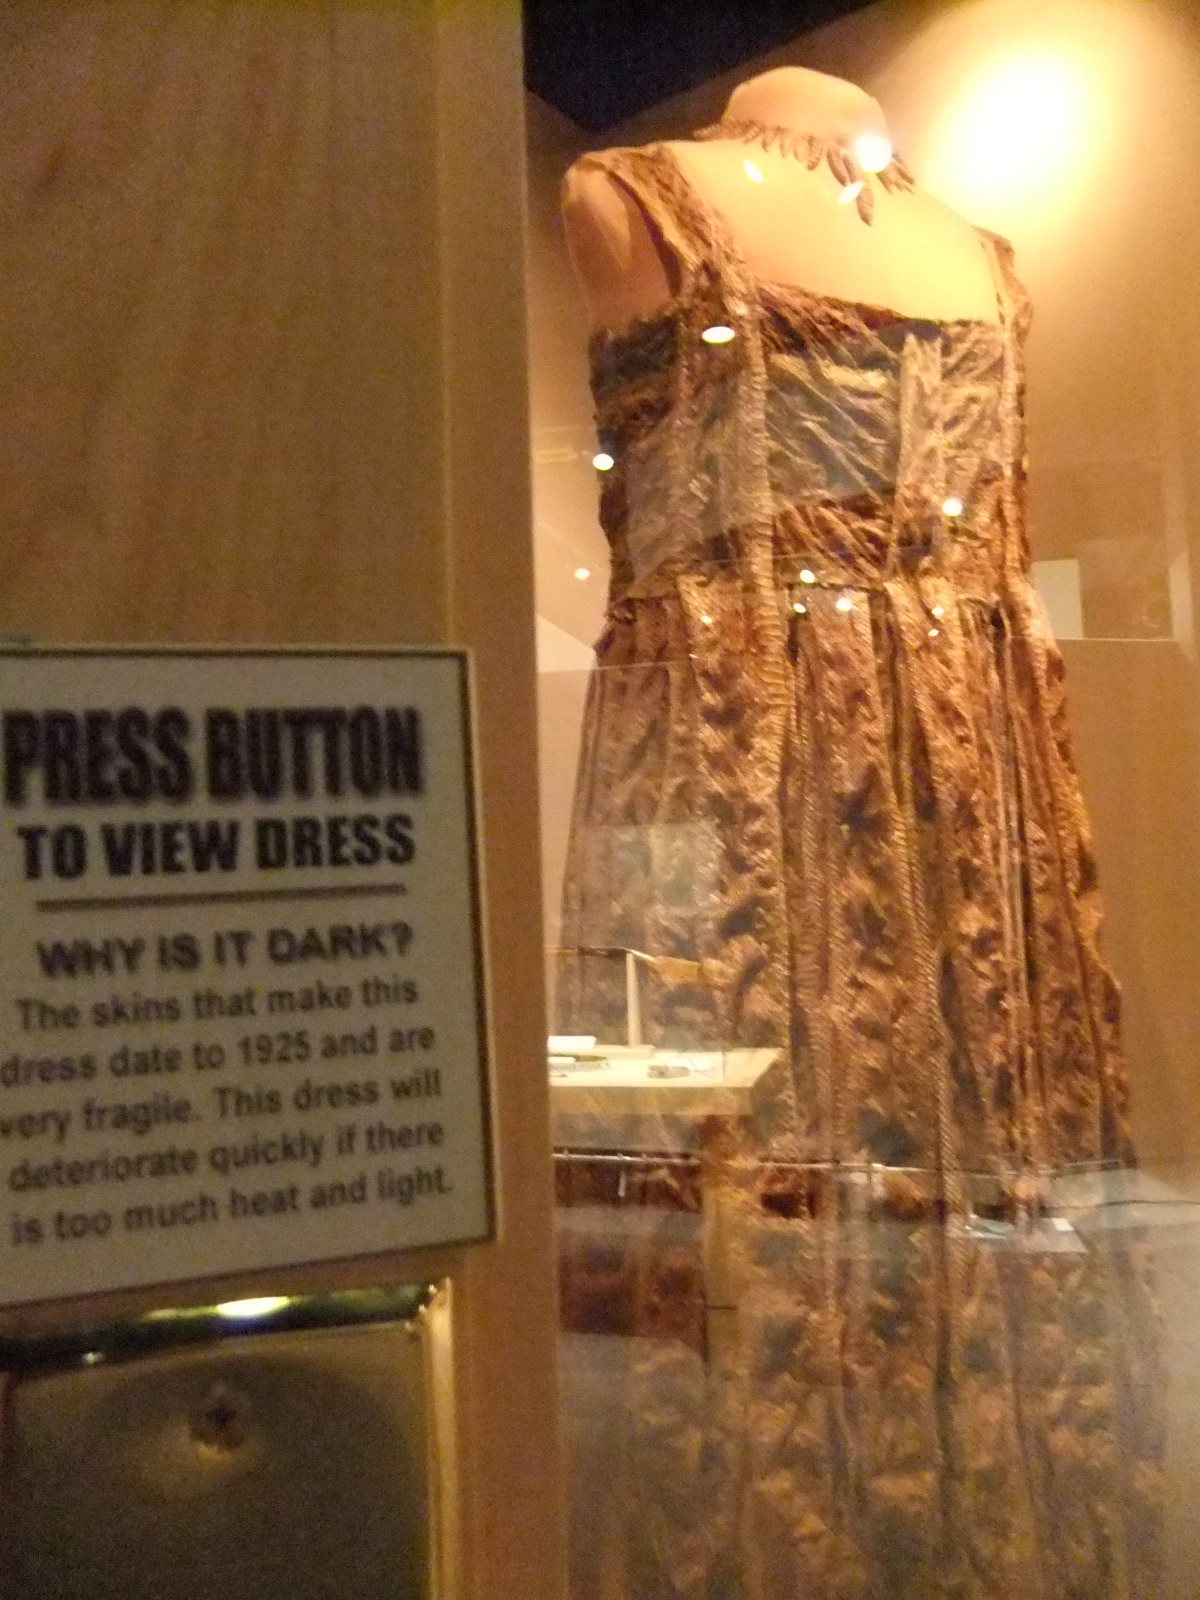 PRESS BUTTON
TO VIEW DRESS
WHY IS IT DARK?
The skins that make this
dress date to 1925 and are
very fragile. This dress will
deteriorate quickly if there
is too much heat and light.